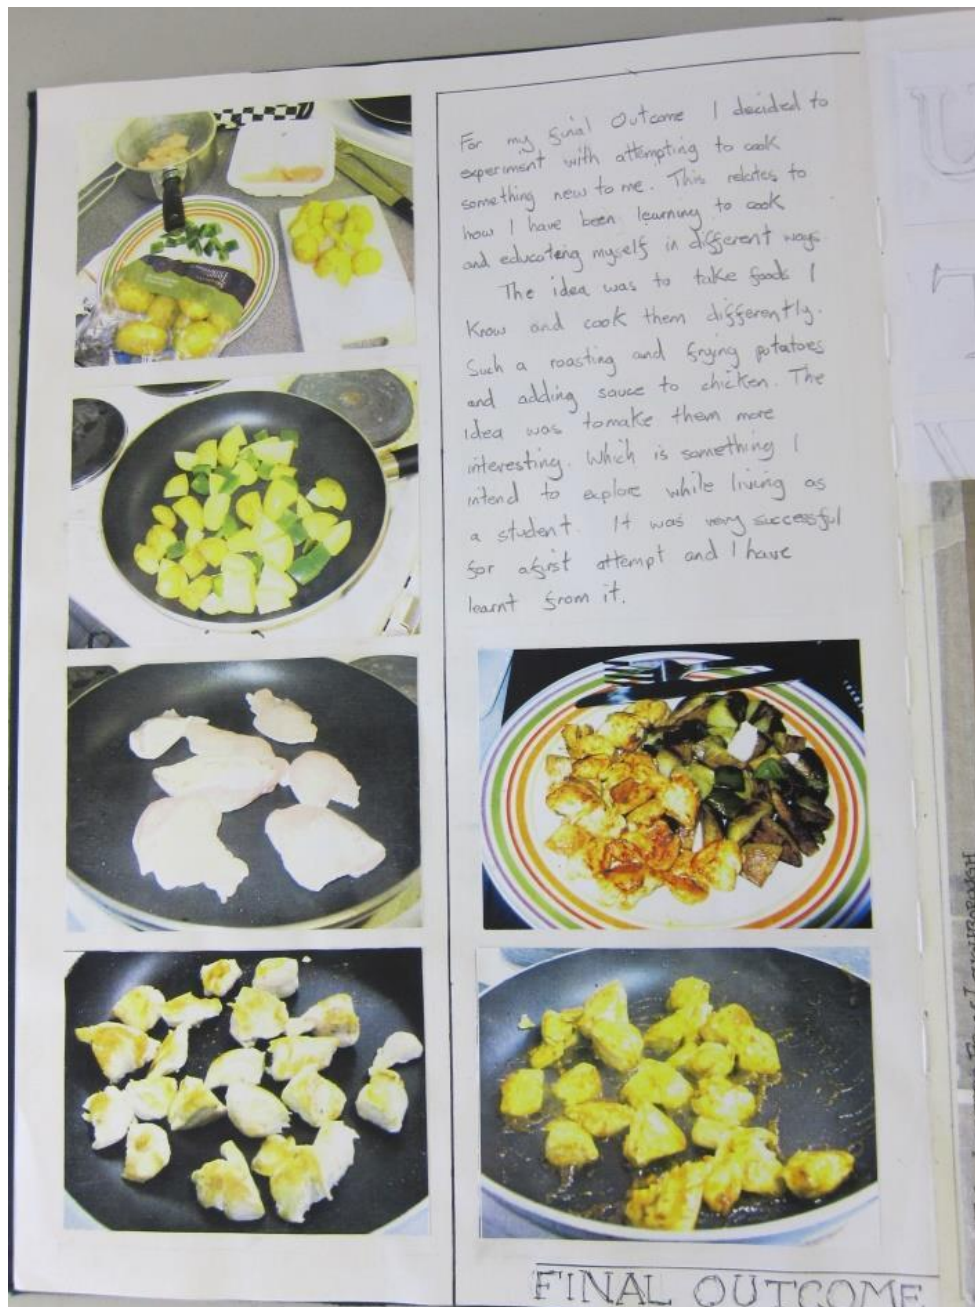 For my final Outcome I decided to
experiment with attempting to cook
something new to me. This relates to
how I have been learning to cook
and educating myself in different ways.
The idea was to take foods I
Know and cook them differently.
Such a roasting and frying potatoes
and adding sauce to chicken. The
idea was tomake them more
interesting. Which is something I
intend to explore while living as
a student. It was very successful
for afirst attempt and I have
learnt from it.
FINAL OUTCOME